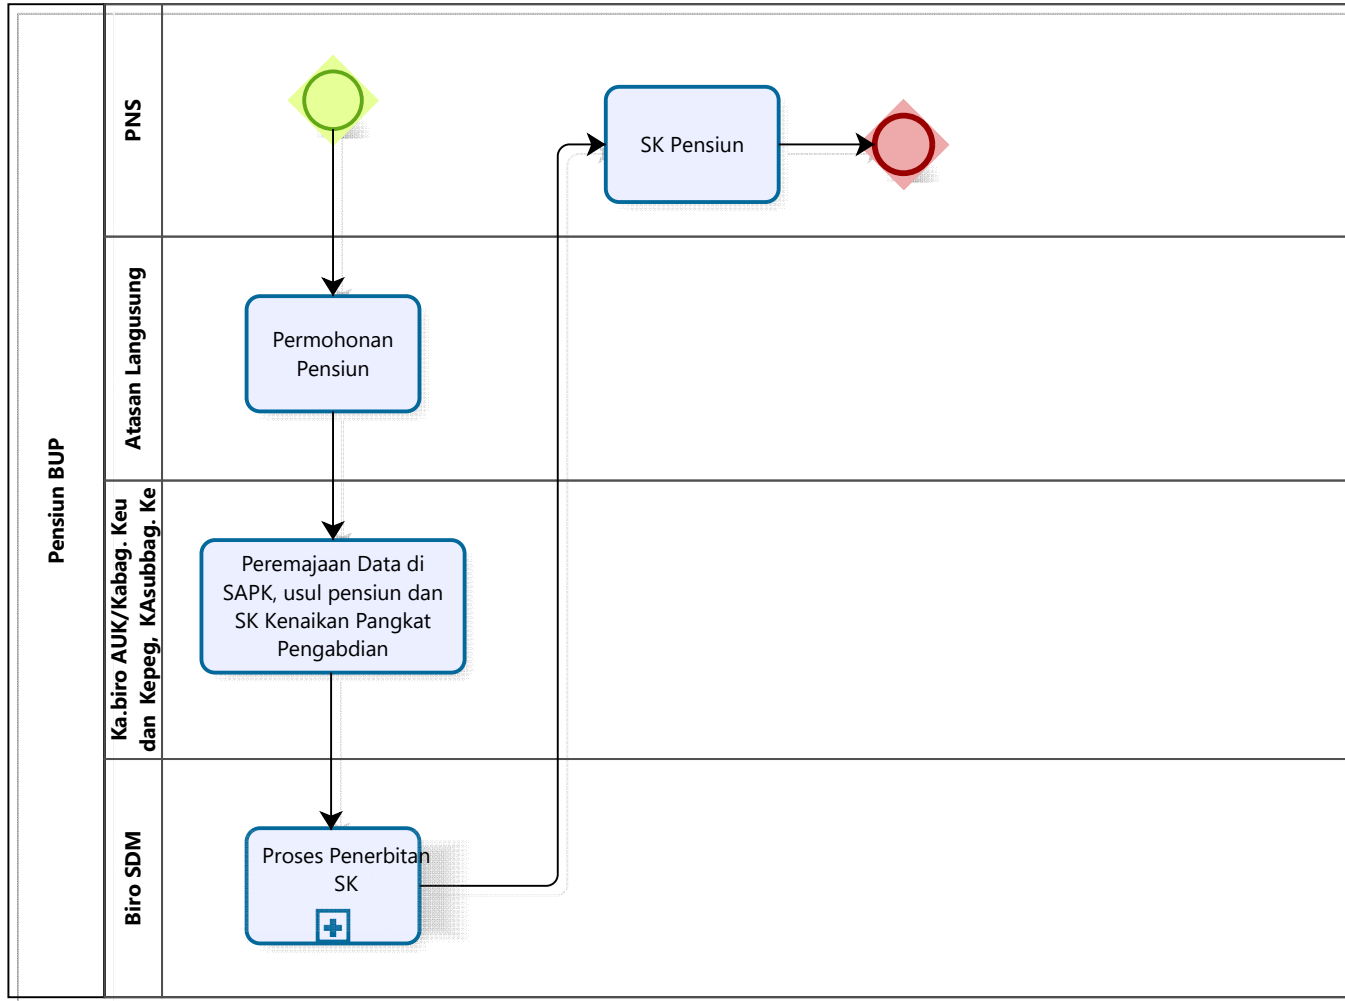 Pensiun BUP
PNS
SK Pensiun
Atasan Langusung
Permohonan
Pensiun
Ka.biro AUK/Kabag. Keu
dan Kepeg, KAsubbag. Ke
Peremajaan Data di
SAPK, usul pensiun dan
SK Kenaikan Pangkat
Pengabdian
Biro SDM
Proses Penerbitan
SK